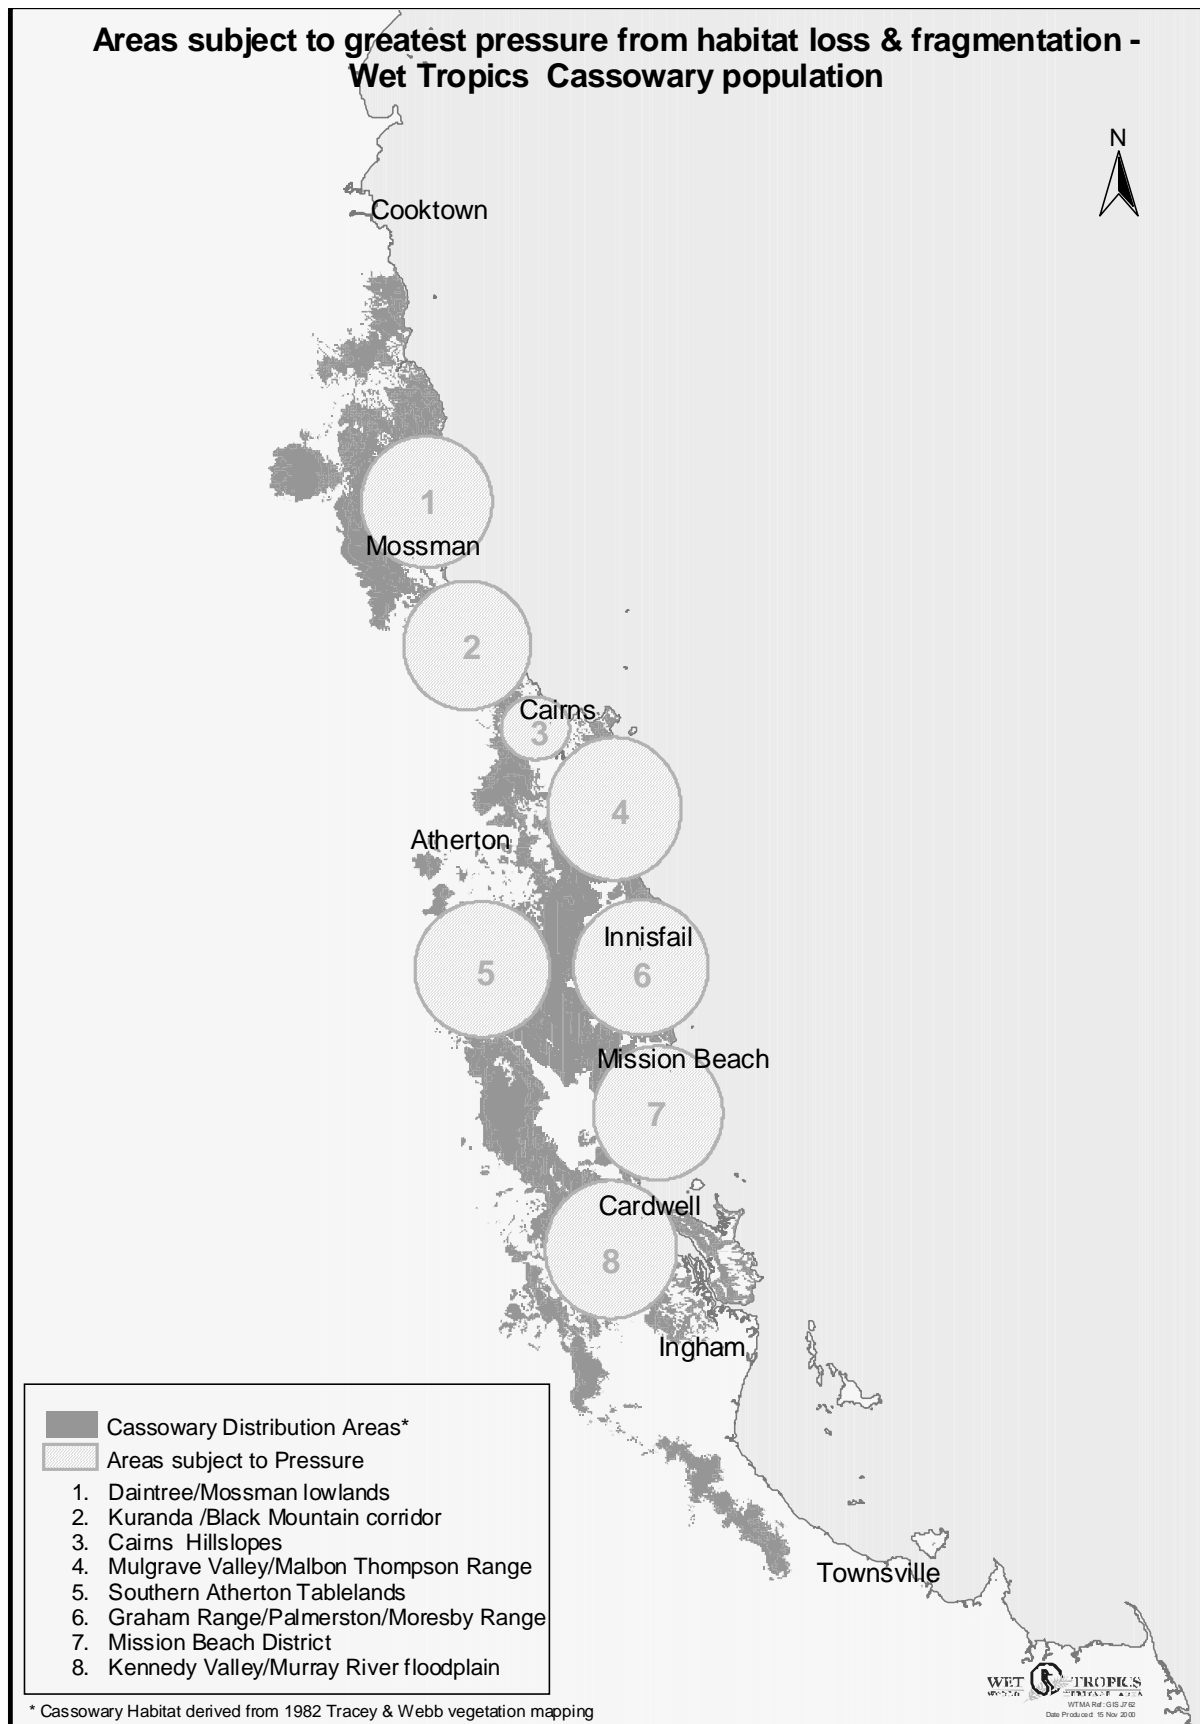 Areas subject to greatest pressure from habitat loss & fragmentation -
Wet Tropics Cassowary population
N
Cooktown
1
Mossman
2
Cairns
3
4
Atherton
Innisfail
5
6
Mission Beach
7
Cardwell
8
Ingham
Cassowary Distribution Areas*
Areas subject to Pressure
1. Daintree/Mossman lowlands
2. Kuranda /Black Mountain corridor
3. Cairns Hillslopes
4. Mulgrave Valley/Malbon Thompson Range
5. Southern Atherton Tablelands
6. Graham Range/Palmerston/Moresby Range
7. Mission Beach District
8. Kennedy Valley/Murray River floodplain
Townsville
WET TROPICS
WTMA Ref: GIS J762
Date Produced: 15 Nov 2000
* Cassowary Habitat derived from 1982 Tracey & Webb vegetation mapping